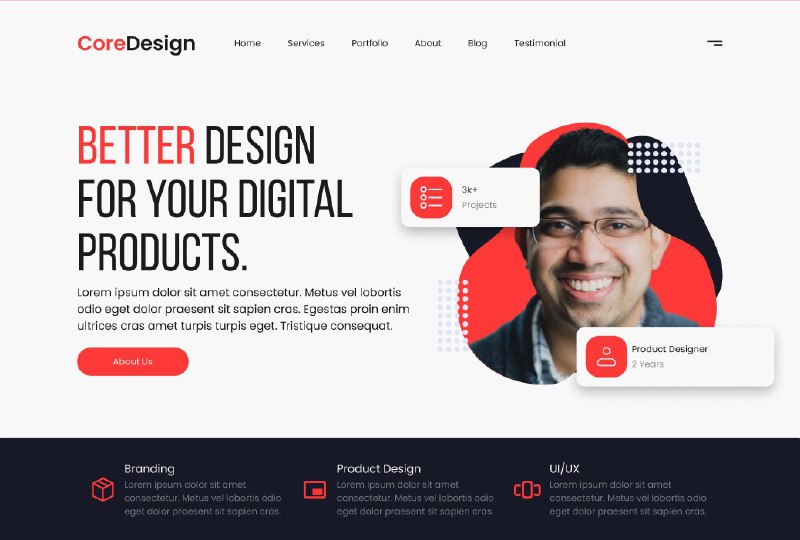 CoreDesign
Home Services Portfolio About Blog Testimonial
BETTER DESIGN
FOR YOUR DIGITAL
PRODUCTS.
Lorem ipsum dolor sit amet consectetur. Metus vel lobortis
odio eget dolor praesent sit sapien cras. Egestas proin enim
ultrices cras amet turpis turpis eget. Tristique consequat.
About Us
3k+
Projects
Product Designer
2 Years
Branding
Lorem ipsum dolor sit amet
consectetur. Metus vel lobortis odio
eget dolor praesent sit sapien cras.
Product Design
Lorem ipsum dolor sit amet
consectetur. Metus vel lobortis odio
eget dolor praesent sit sapien cras.
UI/UX
Lorem ipsum dolor sit amet
consectetur. Metus vel lobortis odio
eget dolor praesent sit sapien cras.